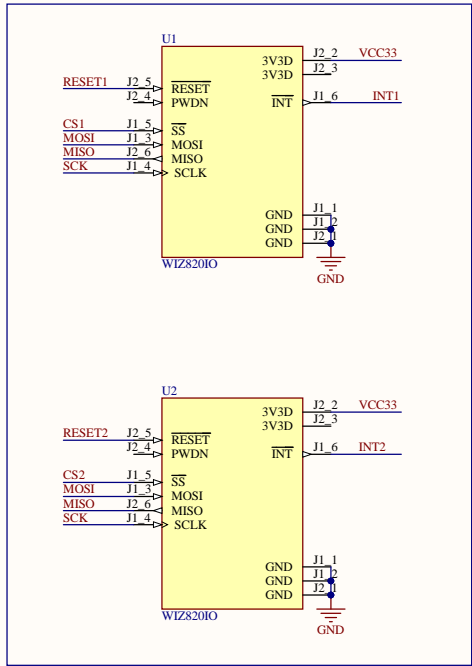 U1
J2_2 VCC33
3V3D
J2_3
3V3D
RESET1 J2_5
RESET
J2_4
PWDN
J1_6 INT1
INT
CS1 J1_5
SS
MOSI J1_3
MOSI
MISO J2_6
MISO
SCK J1_4
SCLK
J1_1
GND
J1_2
GND
J2_1
GND
WIZ820IO
GND
U2
J2_2 VCC33
3V3D
J2_3
3V3D
RESET2 J2_5
RESET
J2_4
PWDN
J1_6 INT2
INT
CS2 J1_5
SS
MOSI J1_3
MOSI
MISO J2_6
MISO
SCK J1_4
SCLK
J1_1
GND
J1_2
GND
J2_1
GND
WIZ820IO
GND